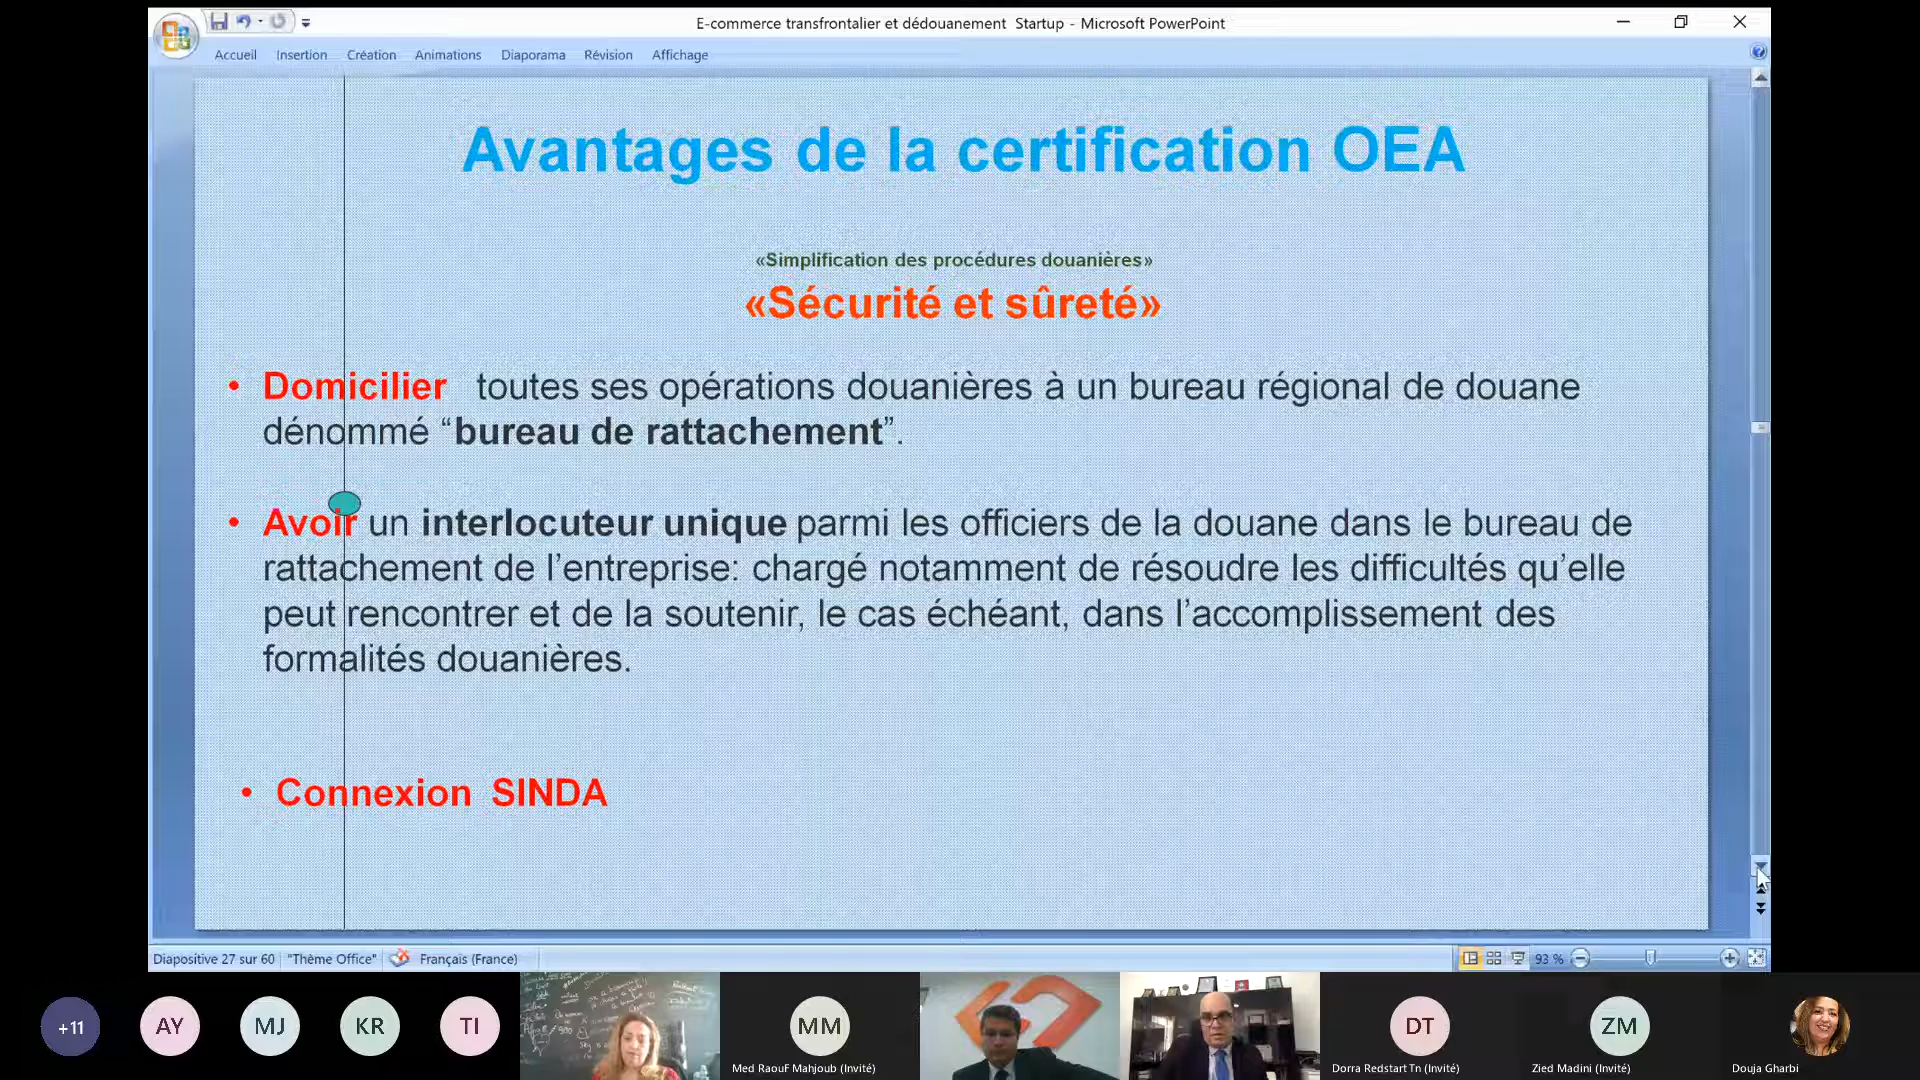 E-commerce transfrontalier et dédouanement  Startup - Microsoft PowerPoint
Accueil Insertion Création Animations Diaporama Révision Affichage
Avantages de la certification OEA
«Simplification des procédures douanières»
«Sécurité et sûreté»
• Domicilier toutes ses opérations douanières à un bureau régional de douane
dénommé “bureau de rattachement”.
• Avoir un interlocuteur unique parmi les officiers de la douane dans le bureau de
rattachement de l’entreprise: chargé notamment de résoudre les difficultés qu’elle
peut rencontrer et de la soutenir, le cas échéant, dans l’accomplissement des
formalités douanières.
• Connexion SINDA
Diapositive 27 sur 60 "Thème Office" Français (France) 93 %
+11 AY MJ KR TI MM DT ZM
Med RaouF Mahjoub (Invité) Dorra Redstart Tn (Invité) Zied Madini (Invité) Douja Gharbi